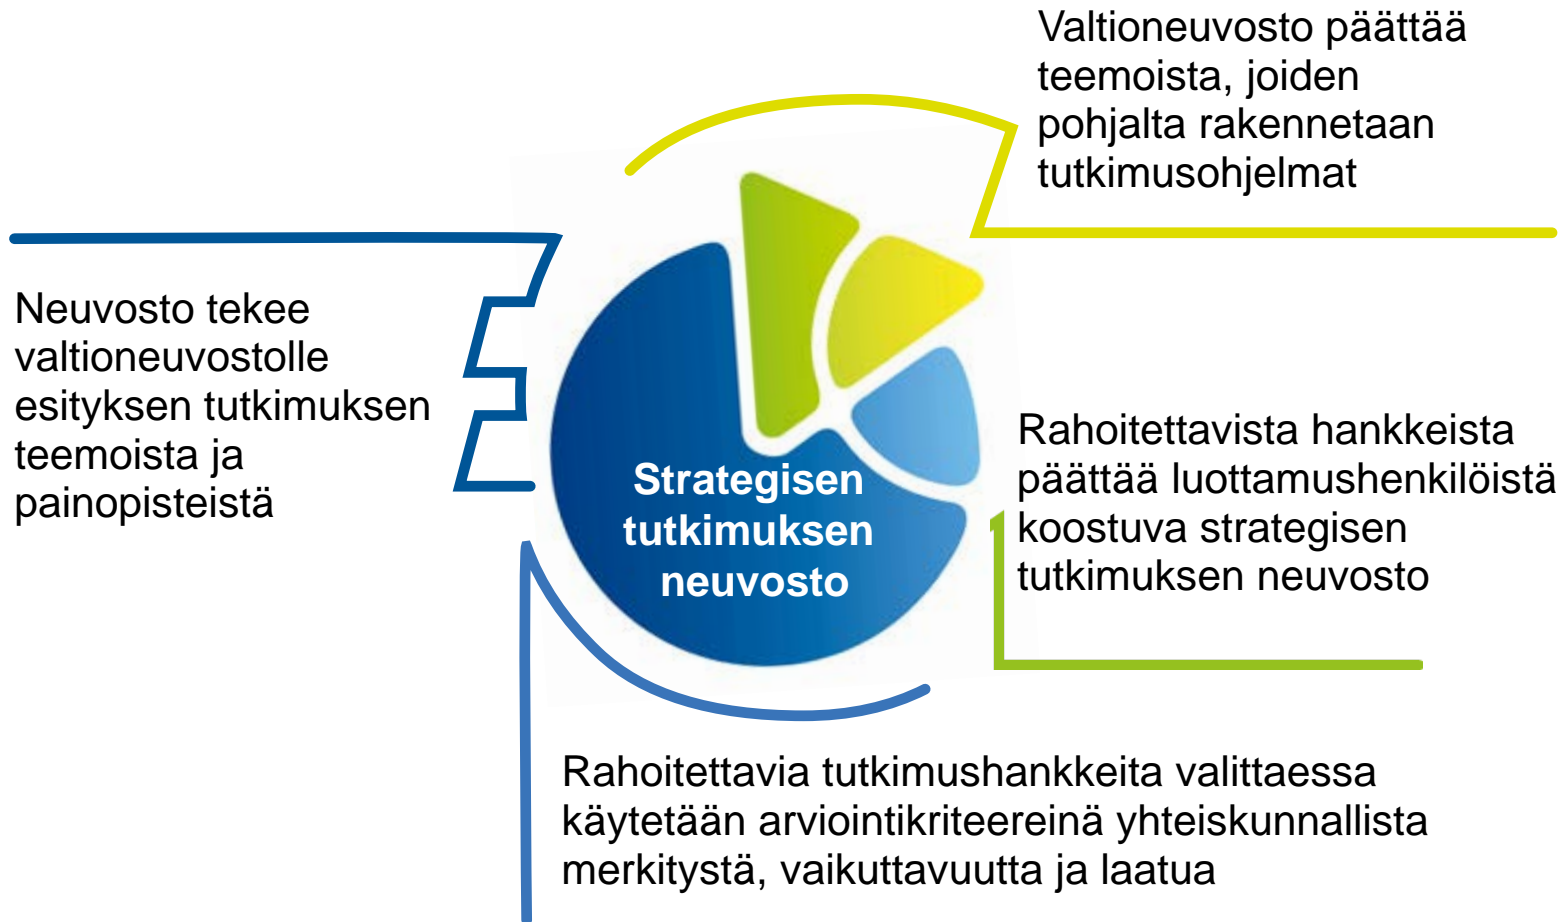 Valtioneuvosto päättää
teemoista, joiden
pohjalta rakennetaan
tutkimusohjelmat
Neuvosto tekee
valtioneuvostolle
esityksen tutkimuksen
teemoista ja
painopisteistä
Strategisen
tutkimuksen
neuvosto
Rahoitettavista hankkeista
päättää luottamushenkilöistä
koostuva strategisen
tutkimuksen neuvosto
Rahoitettavia tutkimushankkeita valittaessa
käytetään arviointikriteereinä yhteiskunnallista
merkitystä, vaikuttavuutta ja laatua